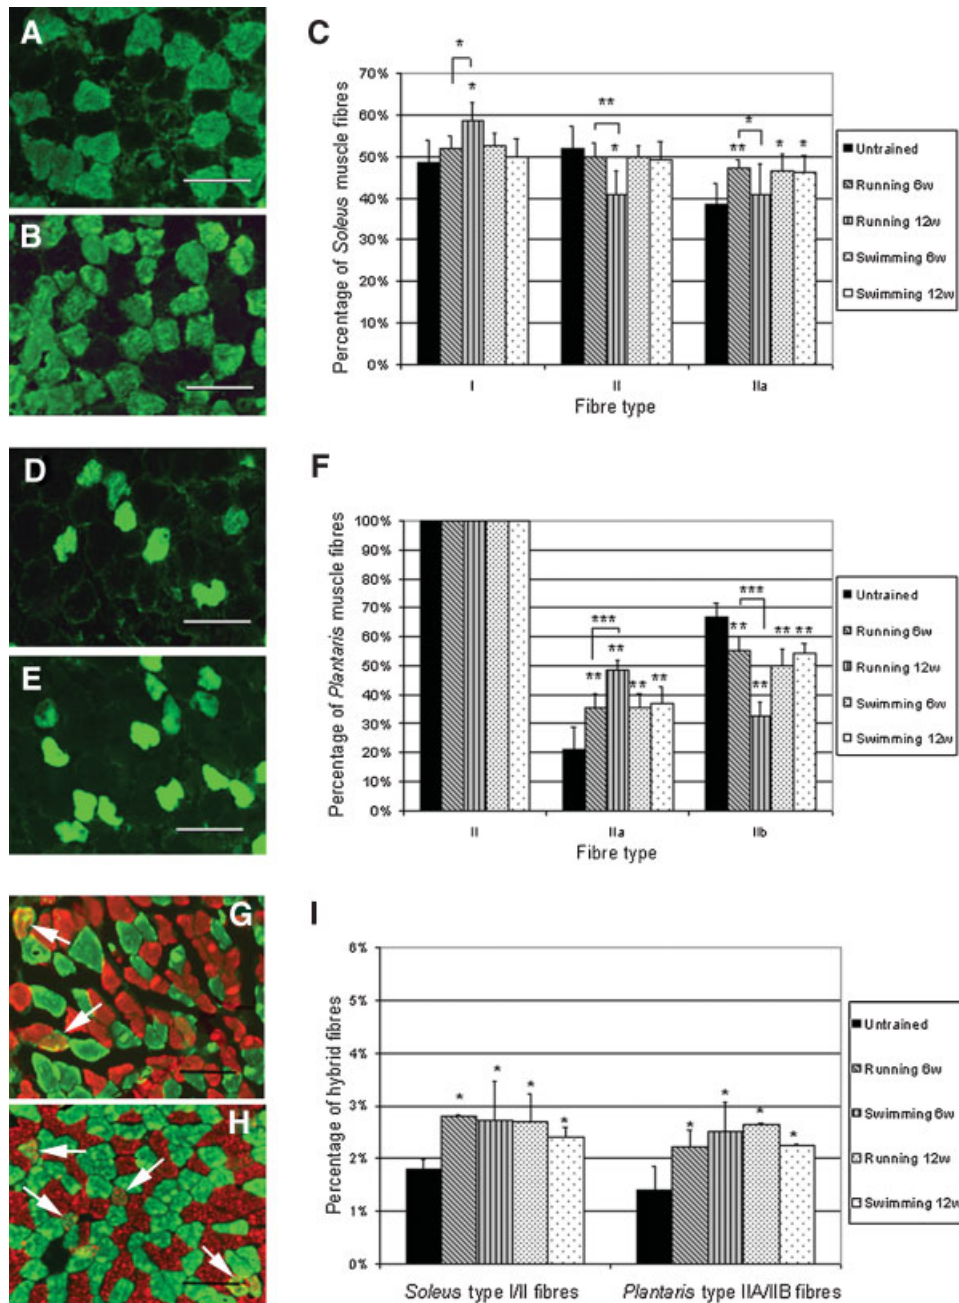 A
B
C
Percentage of Soleus muscle fibres
70%
60%
50%
40%
30%
20%
10%
0%
*
*
**
*
*
**
*
*
I
II
IIa
Fibre type
Untrained
Running 6w
Running 12w
Swimming 6w
Swimming 12w
D
E
F
Percentage of Plantaris muscle fibres
100%
90%
80%
70%
60%
50%
40%
30%
20%
10%
0%
***
**
**
**
**
***
**
**
**
**
II
IIa
IIb
Fibre type
Untrained
Running 6w
Running 12w
Swimming 6w
Swimming 12w
G
H
I
Percentage of hybrid fibres
6%
5%
4%
3%
2%
1%
0%
*
*
*
*
*
*
*
*
Soleus type I/II fibres
Plantaris type IIA/IIB fibres
Untrained
Running 6w
Swimming 6w
Running 12w
Swimming 12w